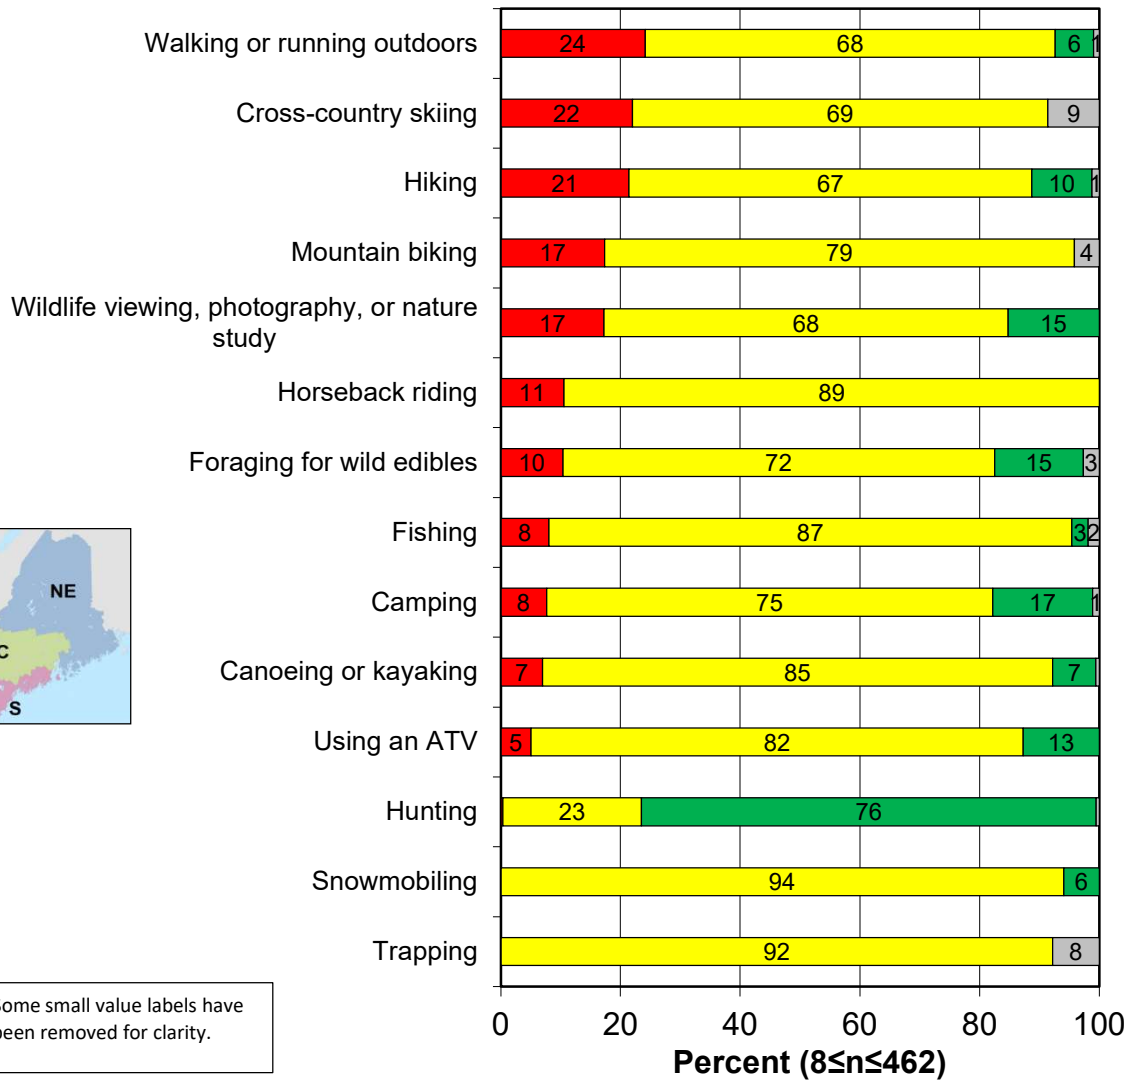 Walking or running outdoors 24 68 6 1
Cross-country skiing 22 69 9
Hiking 21 67 10 1
Mountain biking 17 79 4
Wildlife viewing, photography, or nature
study 17 68 15
Horseback riding 11 89
Foraging for wild edibles 10 72 15 3
Fishing 8 87 3 2
Camping 8 75 17 1
Canoeing or kayaking 7 85 7
Using an ATV 5 82 13
Hunting 23 76
Snowmobiling 94 6
Trapping 92 8
NE
C
S
Some small value labels have
been removed for clarity.
0 20 40 60 80 100
Percent (8≤n≤462)